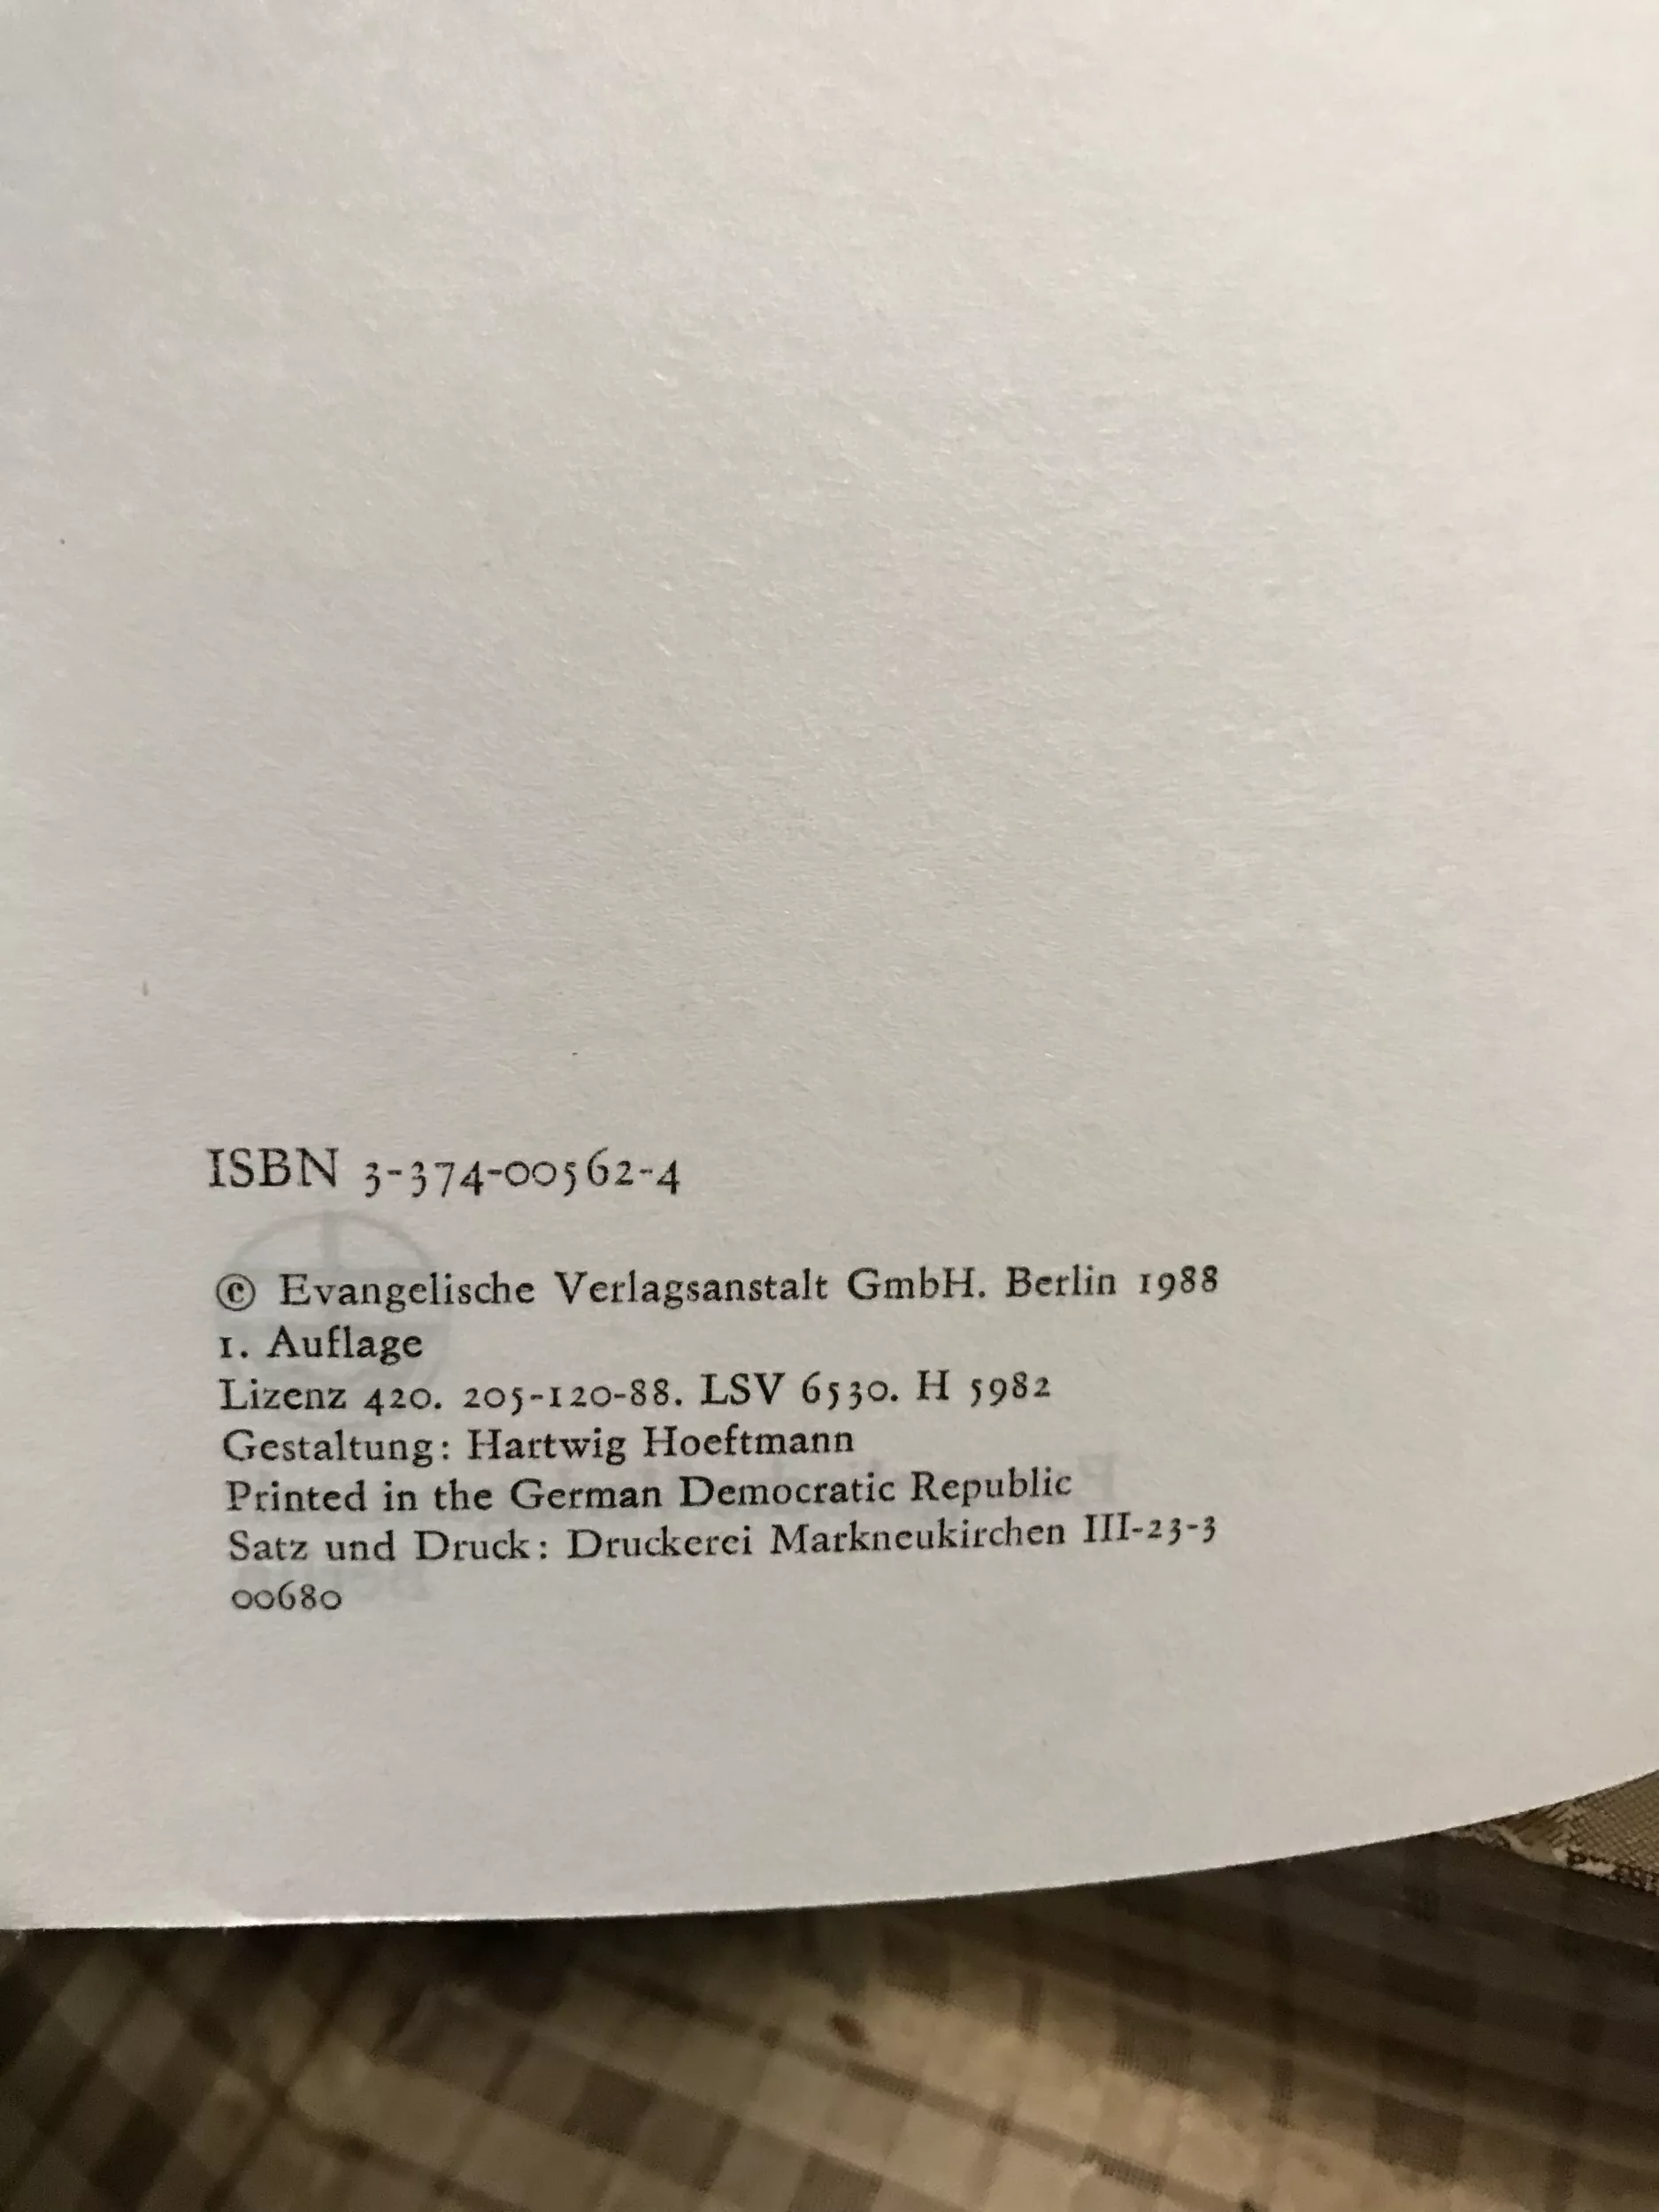 ISBN 3-374-00562-4
© Evangelische Verlagsanstalt GmbH. Berlin 1988
1. Auflage
Lizenz 420. 205-120-88. LSV 6530. H 5982
Gestaltung: Hartwig Hoeftmann
Printed in the German Democratic Republic
Satz und Druck: Druckerei Markneukirchen III-23-3
00680